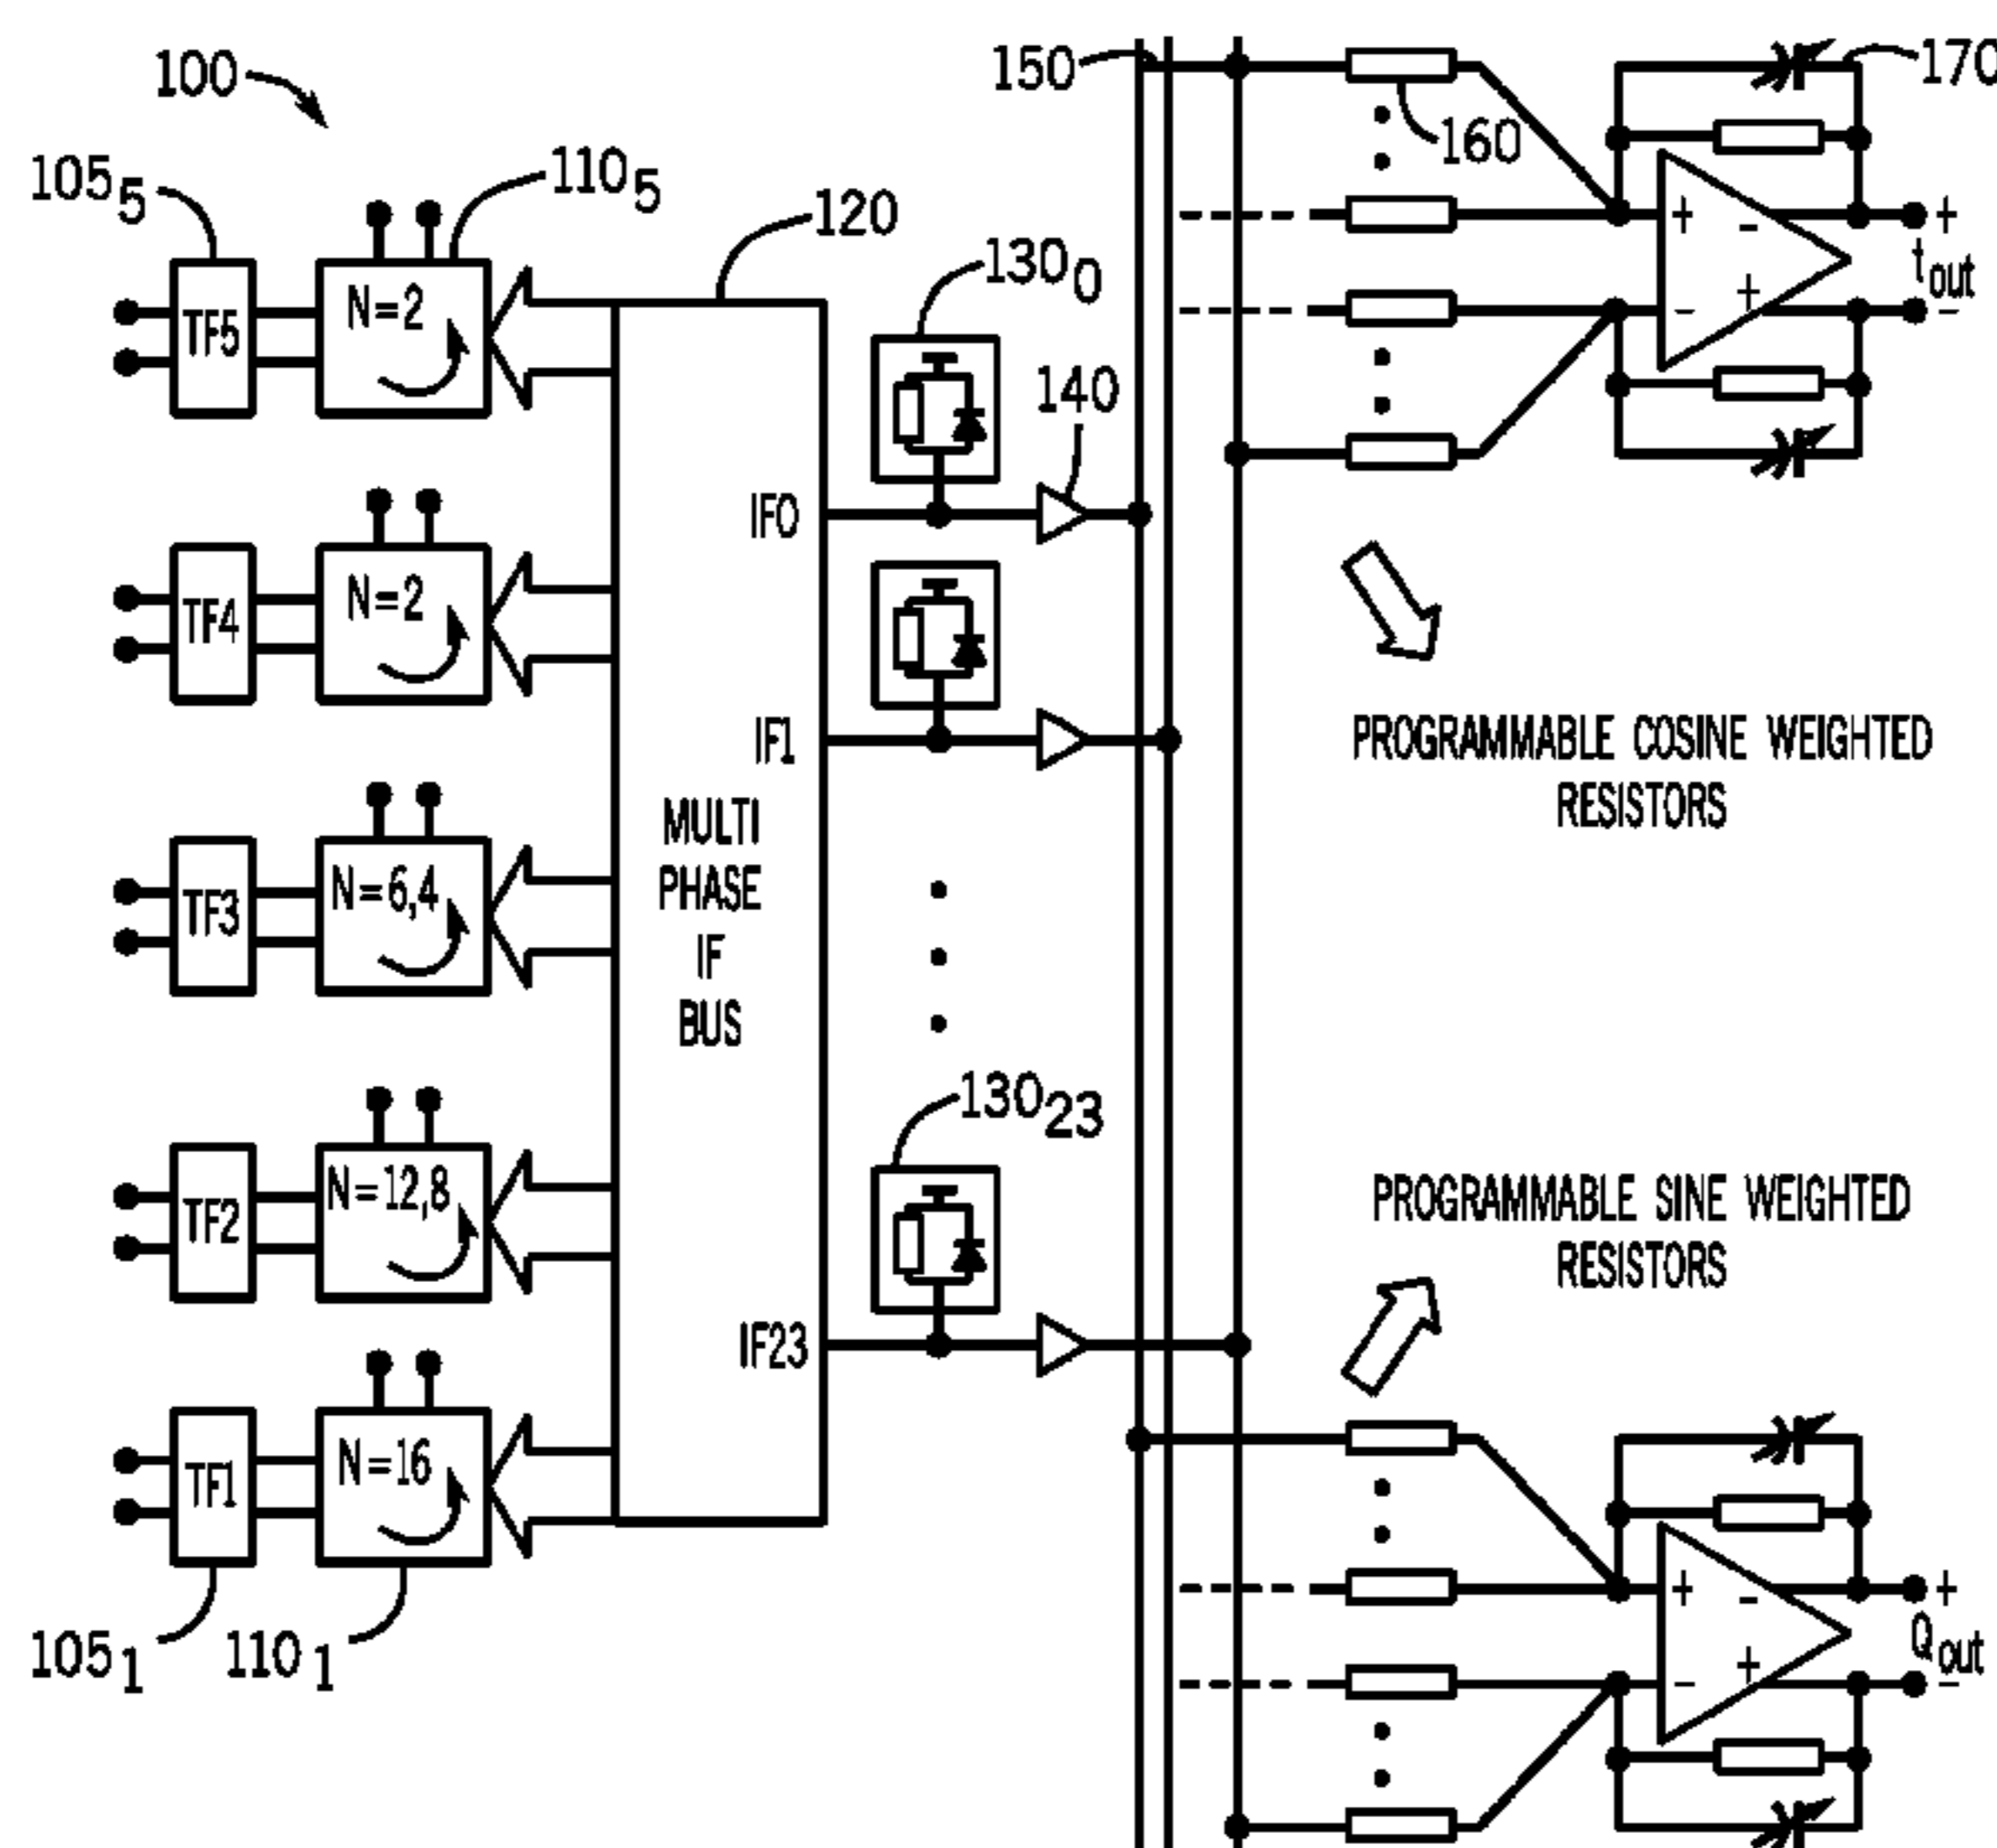 100
150
170
160
105 5
110 5
120
130 0
140
TF5
N=2
+
-
+
-
+
t out
-
TF4
N=2
IF0
IF1
PROGRAMMABLE COSINE WEIGHTED
RESISTORS
TF3
N=6,4
MULTI
PHASE
IF
BUS
130 23
TF2
N=12,8
PROGRAMMABLE SINE WEIGHTED
RESISTORS
IF23
TF1
N=16
+
-
+
-
+
Q out
-
105 1
110 1